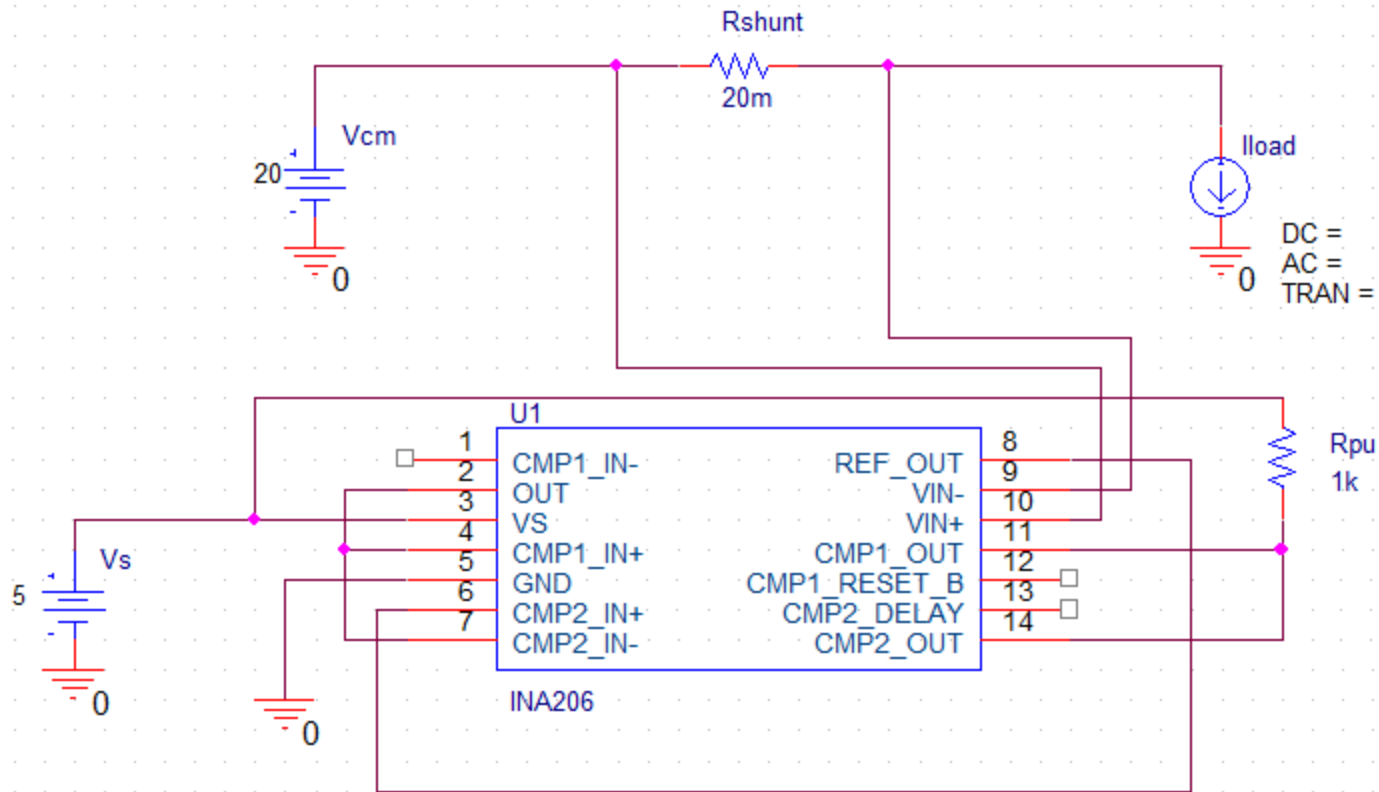 Rshunt
20m
Vcm
20
0
Iload
DC =
AC =
TRAN =
0
U1
Rpu
1k
1
CMP1_IN-
2
OUT
3
VS
4
CMP1_IN+
5
GND
6
CMP2_IN+
7
CMP2_IN-
8
REF_OUT
9
VIN-
10
VIN+
11
CMP1_OUT
12
CMP1_RESET_B
13
CMP2_DELAY
14
CMP2_OUT
Vs
5
0
0
INA206